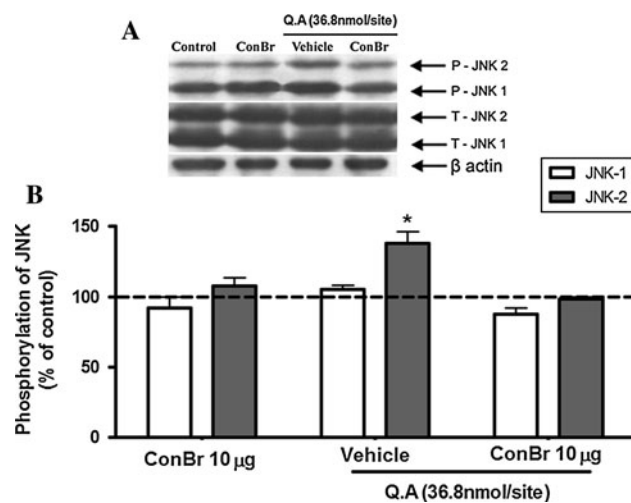 Q.A (36.8nmol/site)
A
Control ConBr Vehicle ConBr
P - JNK 2
P - JNK 1
T - JNK 2
T - JNK 1
β actin
JNK-1
JNK-2
B
Phosphorylation of JNK
(% of control)
150
100
50
0
*
ConBr 10 μg Vehicle ConBr 10 μg
Q.A (36.8nmol/site)